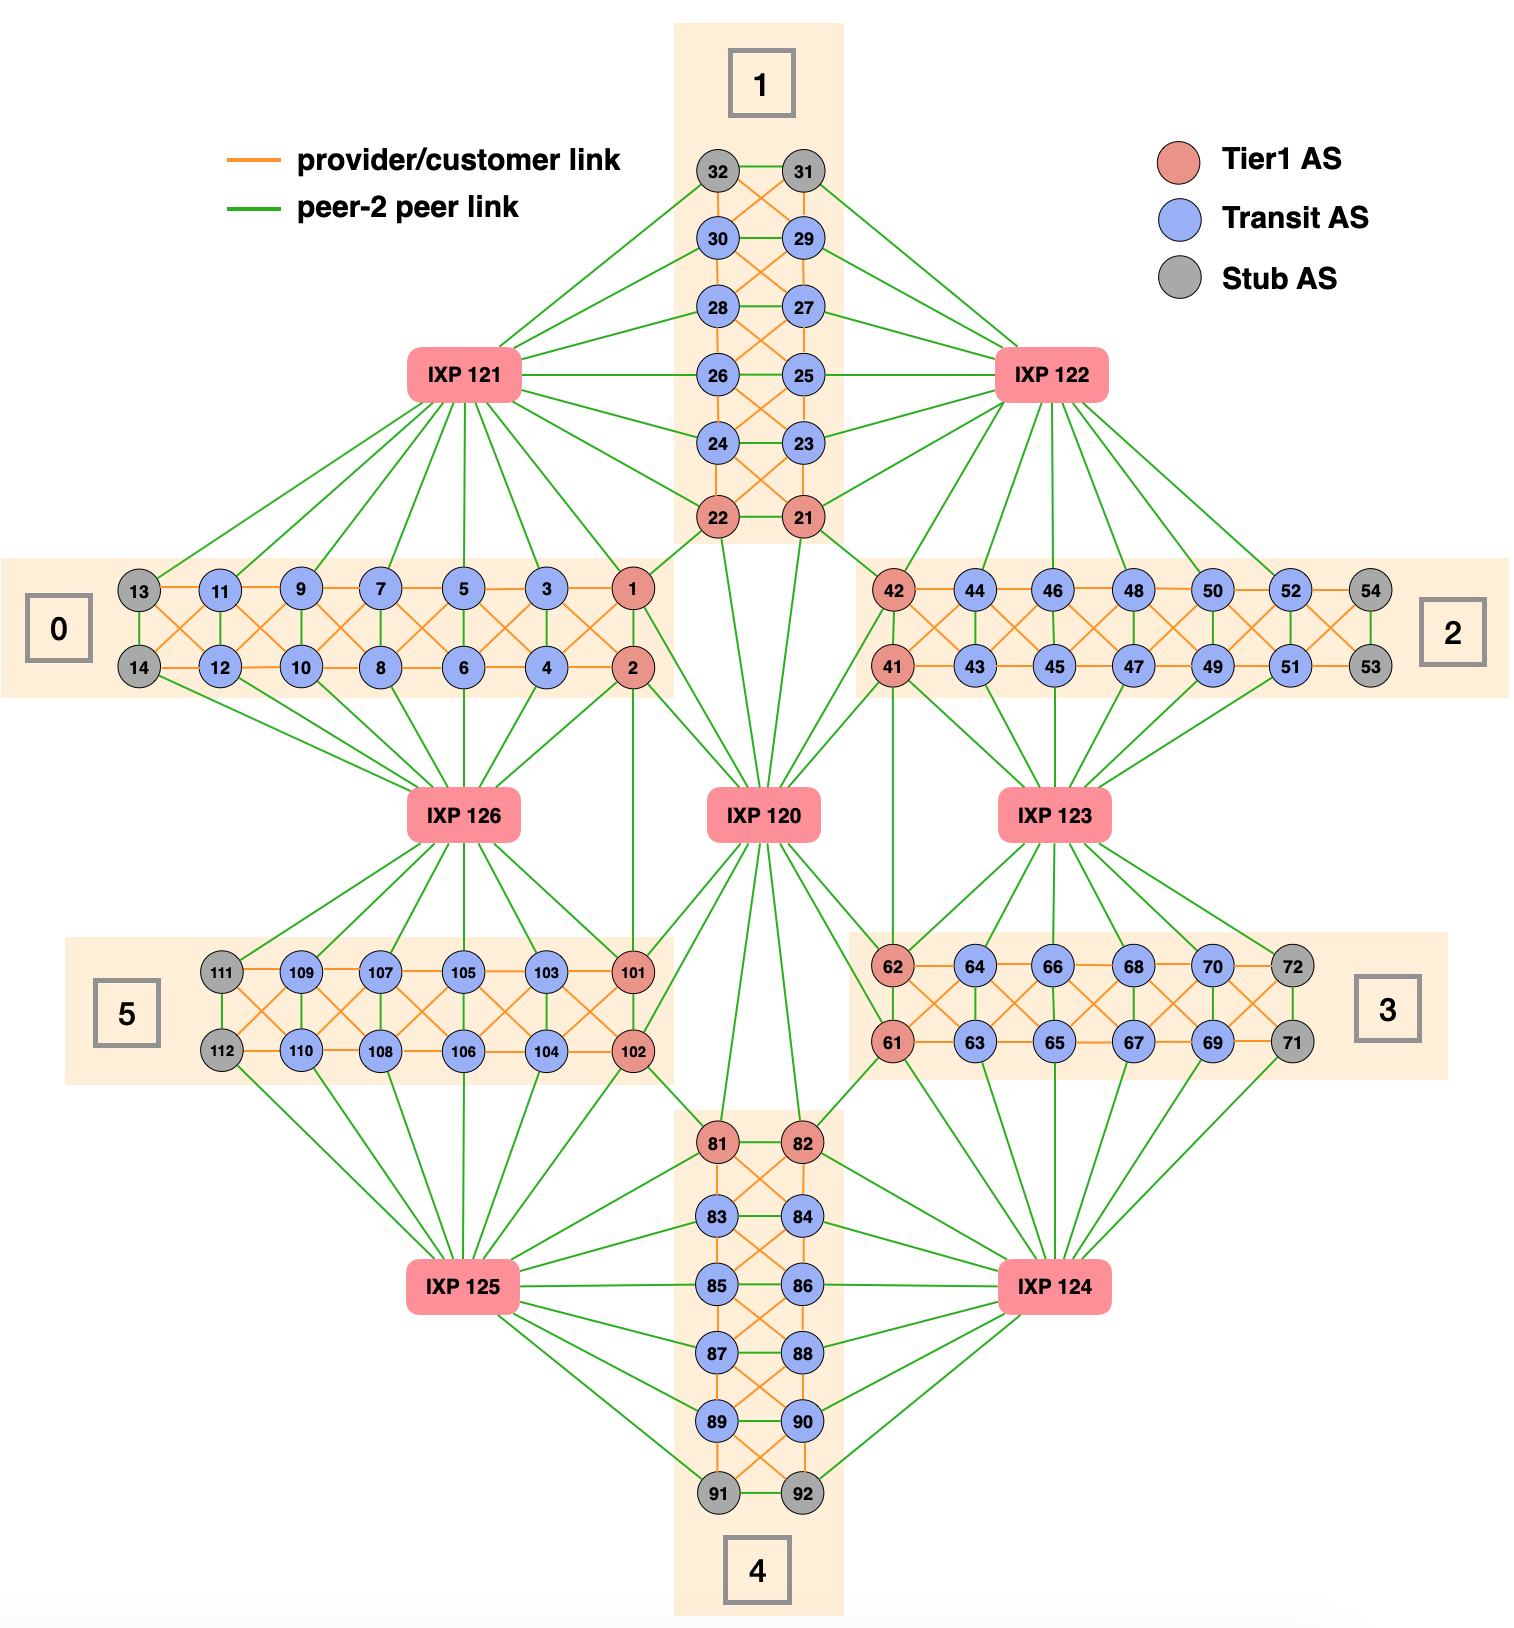 1
provider/customer link
peer-2 peer link
Tier1 AS
Transit AS
Stub AS
32 31
30 29
28 27
IXP 121 26 25 IXP 122
24 23
22 21
13 11 9 7 5 3 1
42 44 46 48 50 52 54
0
2
14 12 10 8 6 4 2
41 43 45 47 49 51 53
IXP 126 IXP 120 IXP 123
111 109 107 105 103 101
62 64 66 68 70 72
5
3
112 110 108 106 104 102
61 63 65 67 69 71
81 82
83 84
IXP 125 85 86 IXP 124
87 88
89 90
91 92
4